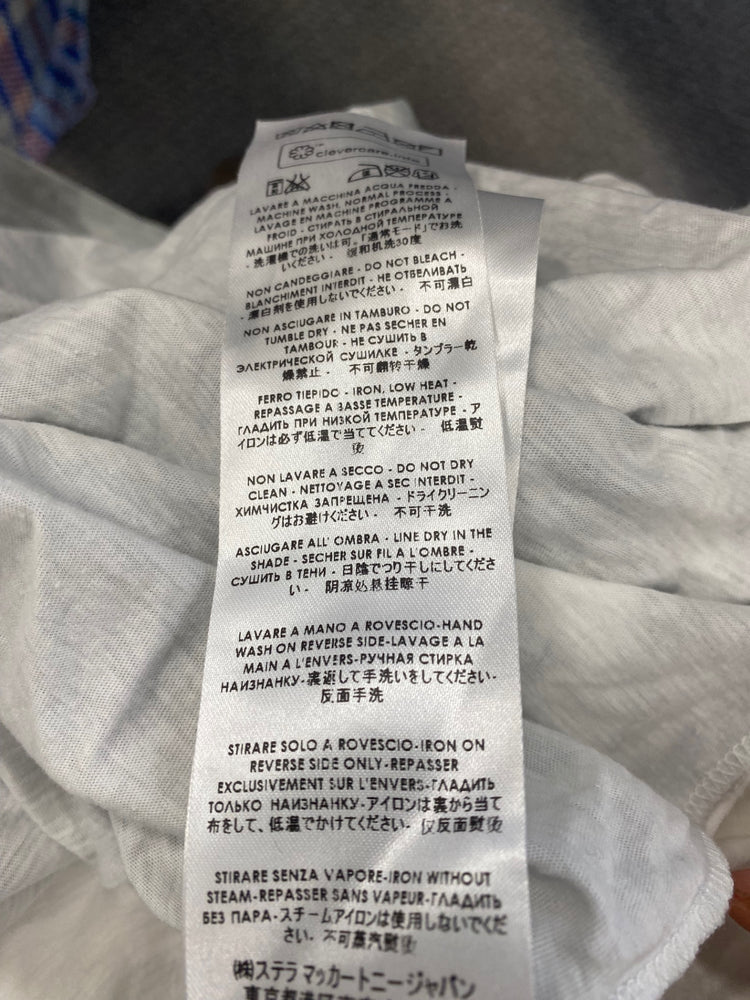 clevercare.info
LAVARE A MACCHINA ACQUA FREDDA -
MACHINE WASH, NORMAL PROCESS -
LAVAGE EN MACHINE PROGRAMME A
FROID - СТИРАТЬ В СТИРАЛЬНОЙ
МАШИНЕ ПРИ ХОЛОДНОЙ ТЕМПЕРАТУРЕ
- 洗濯機での洗いは可。「通常モード」でお洗
いください - 缓和机洗30度
NON CANDEGGIARE - DO NOT BLEACH -
BLANCHIMENT INTERDIT - НЕ ОТБЕЛИВАТЬ
- 漂白剤を使用しないでください - 不可漂白
NON ASCIUGARE IN TAMBURO - DO NOT
TUMBLE DRY - NE PAS SECHER EN
TAMBOUR - НЕ СУШИТЬ В
ЭЛЕКТРИЧЕСКОЙ СУШИЛКЕ - タンブラー乾
燥禁止 - 不可翻转干燥
FERRO TIEPIDO - IRON, LOW HEAT -
REPASSAGE A BASSE TEMPERATURE -
ГЛАДИТЬ ПРИ НИЗКОЙ ТЕМПЕРАТУРЕ - ア
イロンは必ず低温で当ててください - 低温熨
烫
NON LAVARE A SECCO - DO NOT DRY
CLEAN - NETTOYAGE A SEC INTERDIT -
ХИМЧИСТКА ЗАПРЕЩЕНА - ドライクリーニン
グはお避けください - 不可干洗
ASCIUGARE ALL' OMBRA - LINE DRY IN THE
SHADE - SECHER SUR FIL A L'OMBRE -
СУШИТЬ В ТЕНИ - 日陰でつり干しにしてくださ
い - 阴凉处悬挂晾干
LAVARE A MANO A ROVESCIO-HAND
WASH ON REVERSE SIDE-LAVAGE A LA
MAIN A L'ENVERS-РУЧНАЯ СТИРКА
НАИЗНАНКУ-裏返して手洗いをしてください-
反面手洗
STIRARE SOLO A ROVESCIO-IRON ON
REVERSE SIDE ONLY-REPASSER
EXCLUSIVEMENT SUR L'ENVERS-ГЛАДИТЬ
ТОЛЬКО НАИЗНАНКУ-アイロンは裏から当て
布をして、低温でかけてください- 仅反面熨烫
STIRARE SENZA VAPORE-IRON WITHOUT
STEAM-REPASSER SANS VAPEUR-ГЛАДИТЬ
БЕЗ ПАРА-スチームアイロンは使用しないでくだ
さい- 不可蒸汽熨烫
(株)ステラ マッカートニージャパン
東京都港区